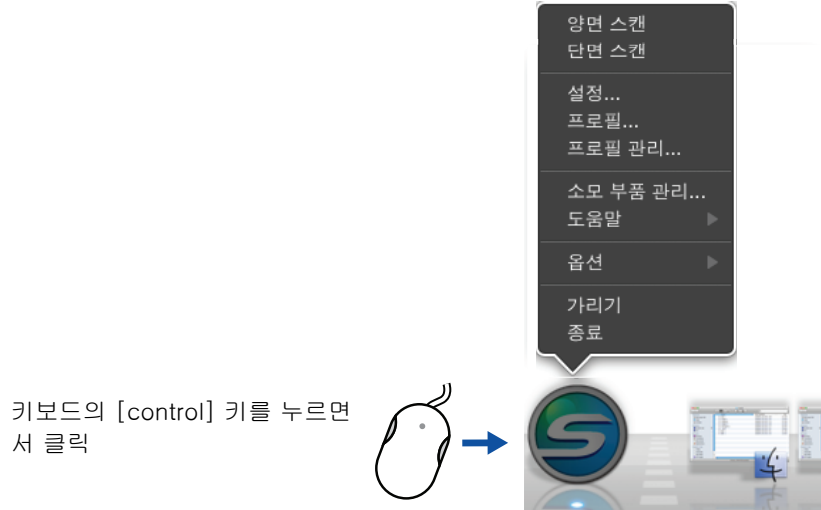 양면 스캔
단면 스캔
설정...
프로필...
프로필 관리...
소모 부품 관리...
도움말
옵션
가리기
종료
키보드의 [control] 키를 누르면
서 클릭